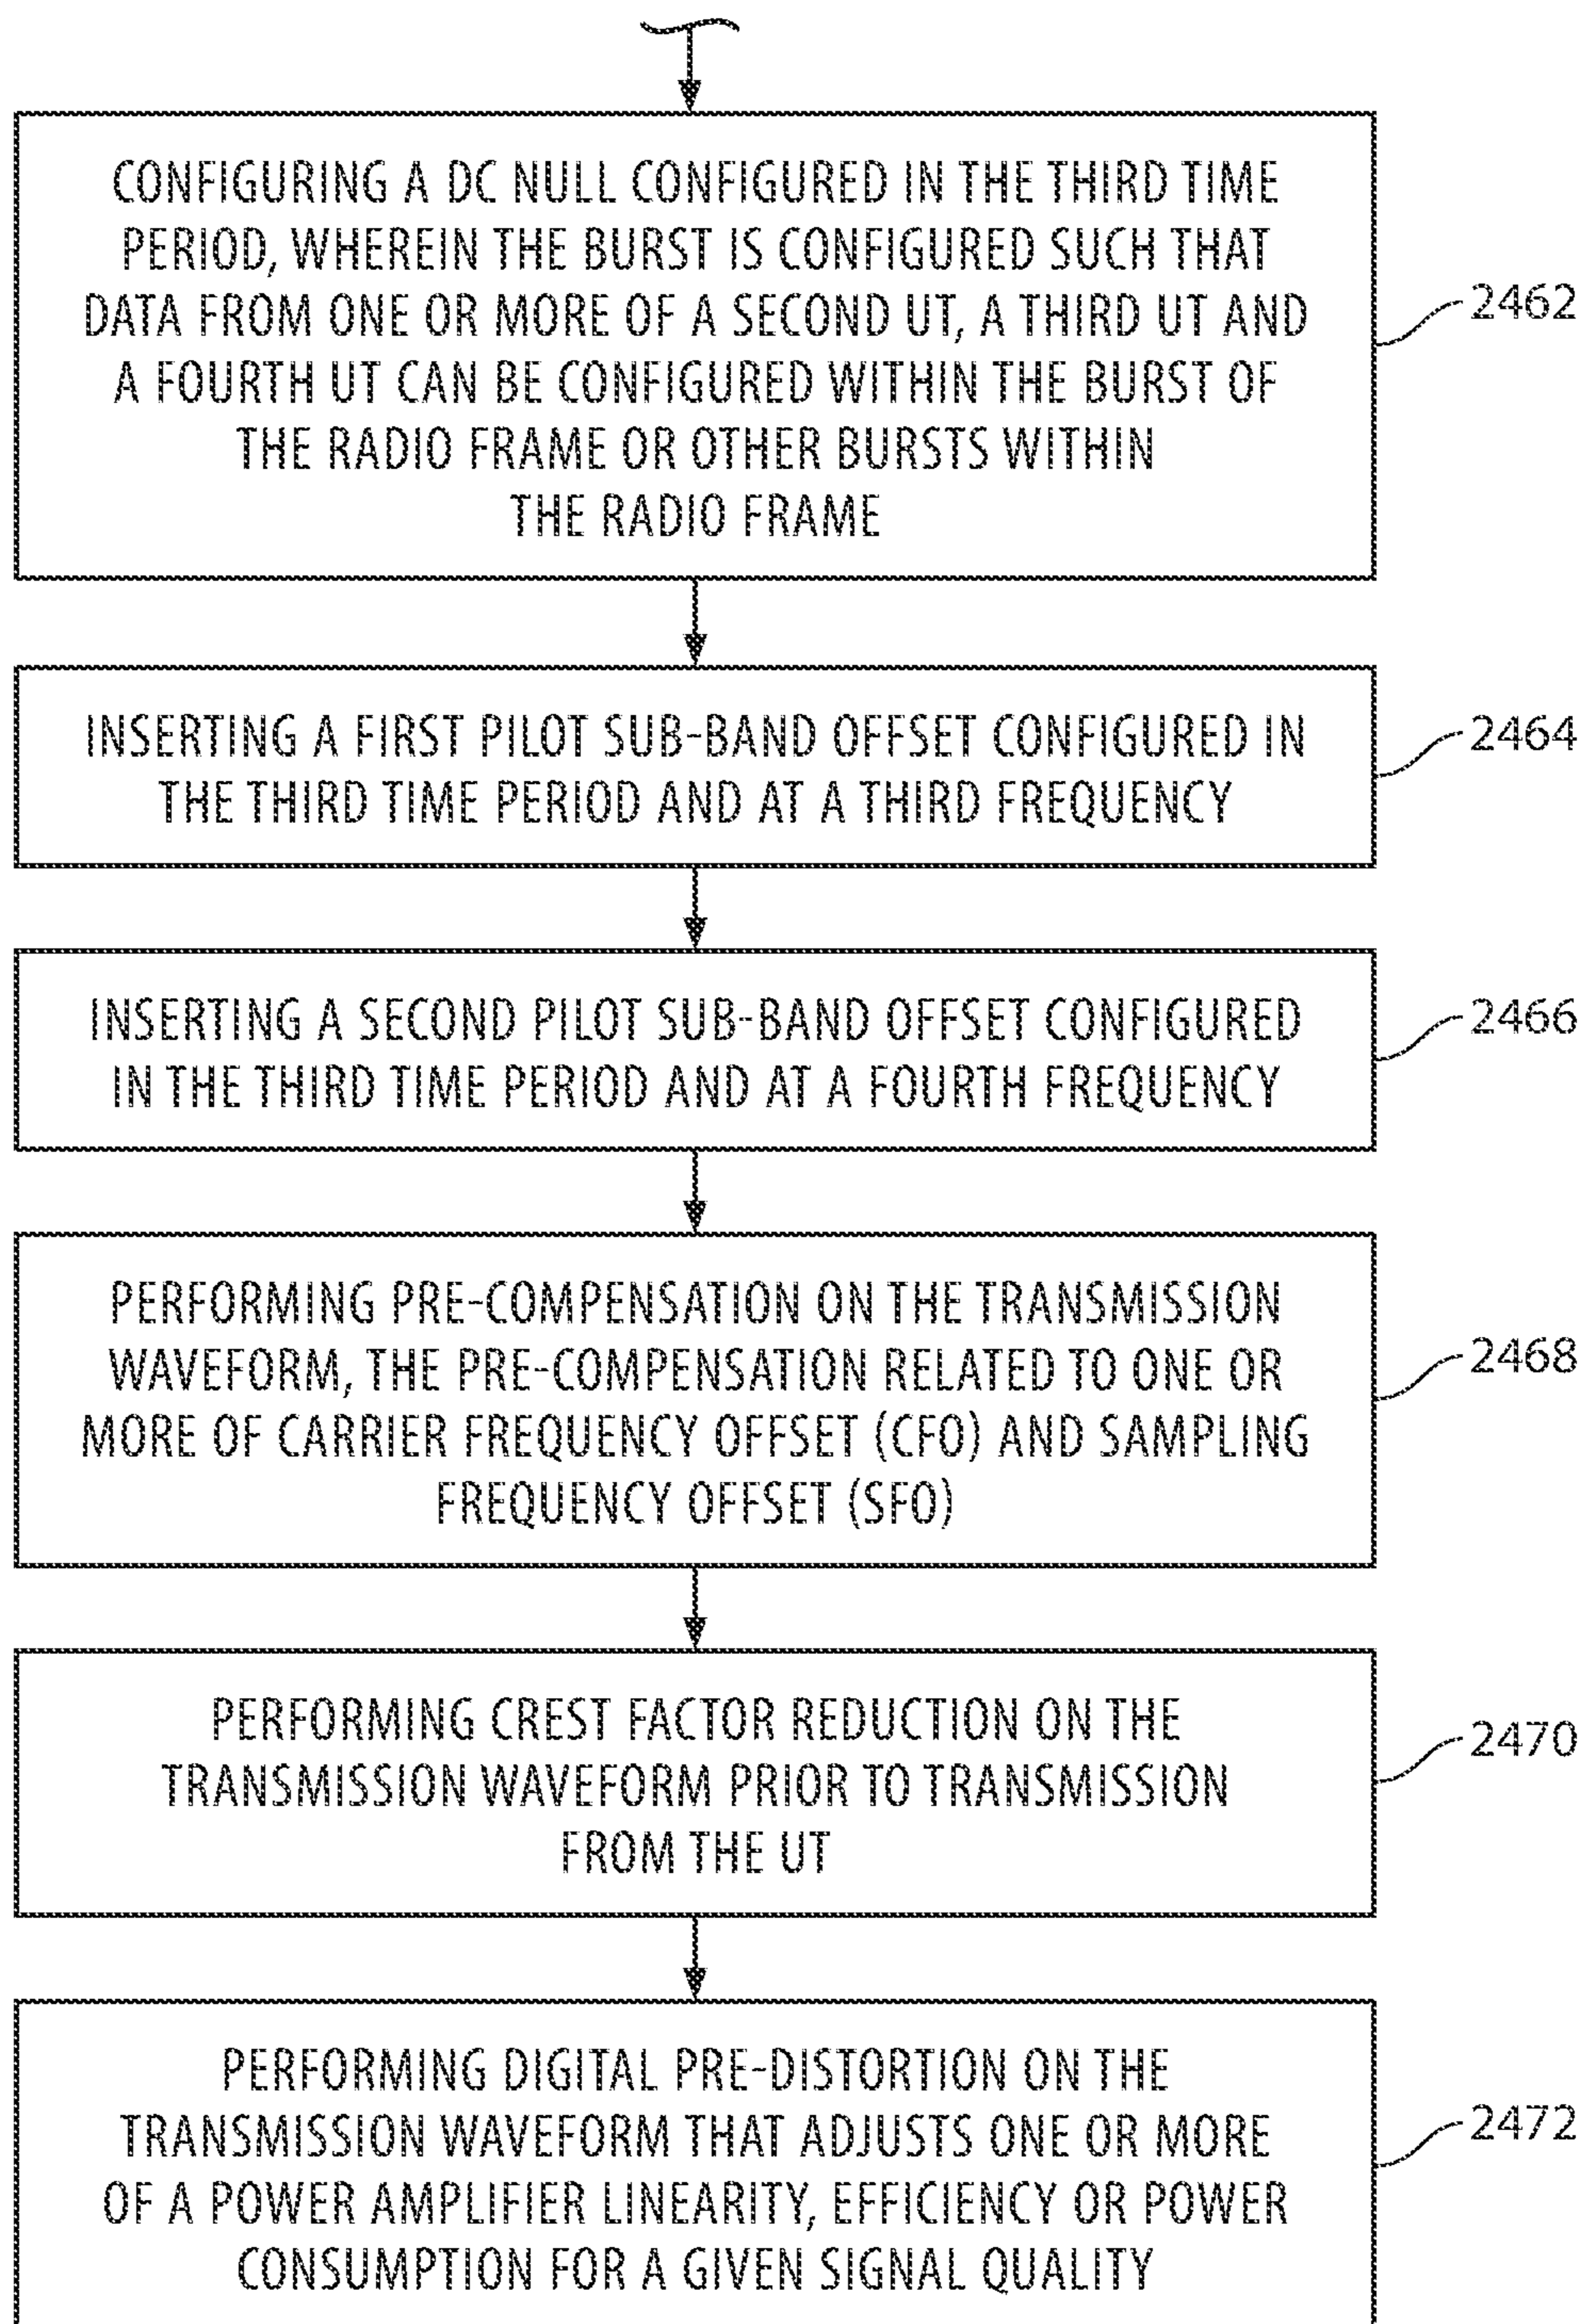 CONFIGURING A DC NULL CONFIGURED IN THE THIRD TIME
PERIOD, WHEREIN THE BURST IS CONFIGURED SUCH THAT
DATA FROM ONE OR MORE OF A SECOND UT, A THIRD UT AND
A FOURTH UT CAN BE CONFIGURED WITHIN THE BURST OF
THE RADIO FRAME OR OTHER BURSTS WITHIN
THE RADIO FRAME
2462
INSERTING A FIRST PILOT SUB-BAND OFFSET CONFIGURED IN
THE THIRD TIME PERIOD AND AT A THIRD FREQUENCY
2464
INSERTING A SECOND PILOT SUB-BAND OFFSET CONFIGURED
IN THE THIRD TIME PERIOD AND AT A FOURTH FREQUENCY
2466
PERFORMING PRE-COMPENSATION ON THE TRANSMISSION
WAVEFORM, THE PRE-COMPENSATION RELATED TO ONE OR
MORE OF CARRIER FREQUENCY OFFSET (CFO) AND SAMPLING
FREQUENCY OFFSET (SFO)
2468
PERFORMING CREST FACTOR REDUCTION ON THE
TRANSMISSION WAVEFORM PRIOR TO TRANSMISSION
FROM THE UT
2470
PERFORMING DIGITAL PRE-DISTORTION ON THE
TRANSMISSION WAVEFORM THAT ADJUSTS ONE OR MORE
OF A POWER AMPLIFIER LINEARITY, EFFICIENCY OR POWER
CONSUMPTION FOR A GIVEN SIGNAL QUALITY
2472